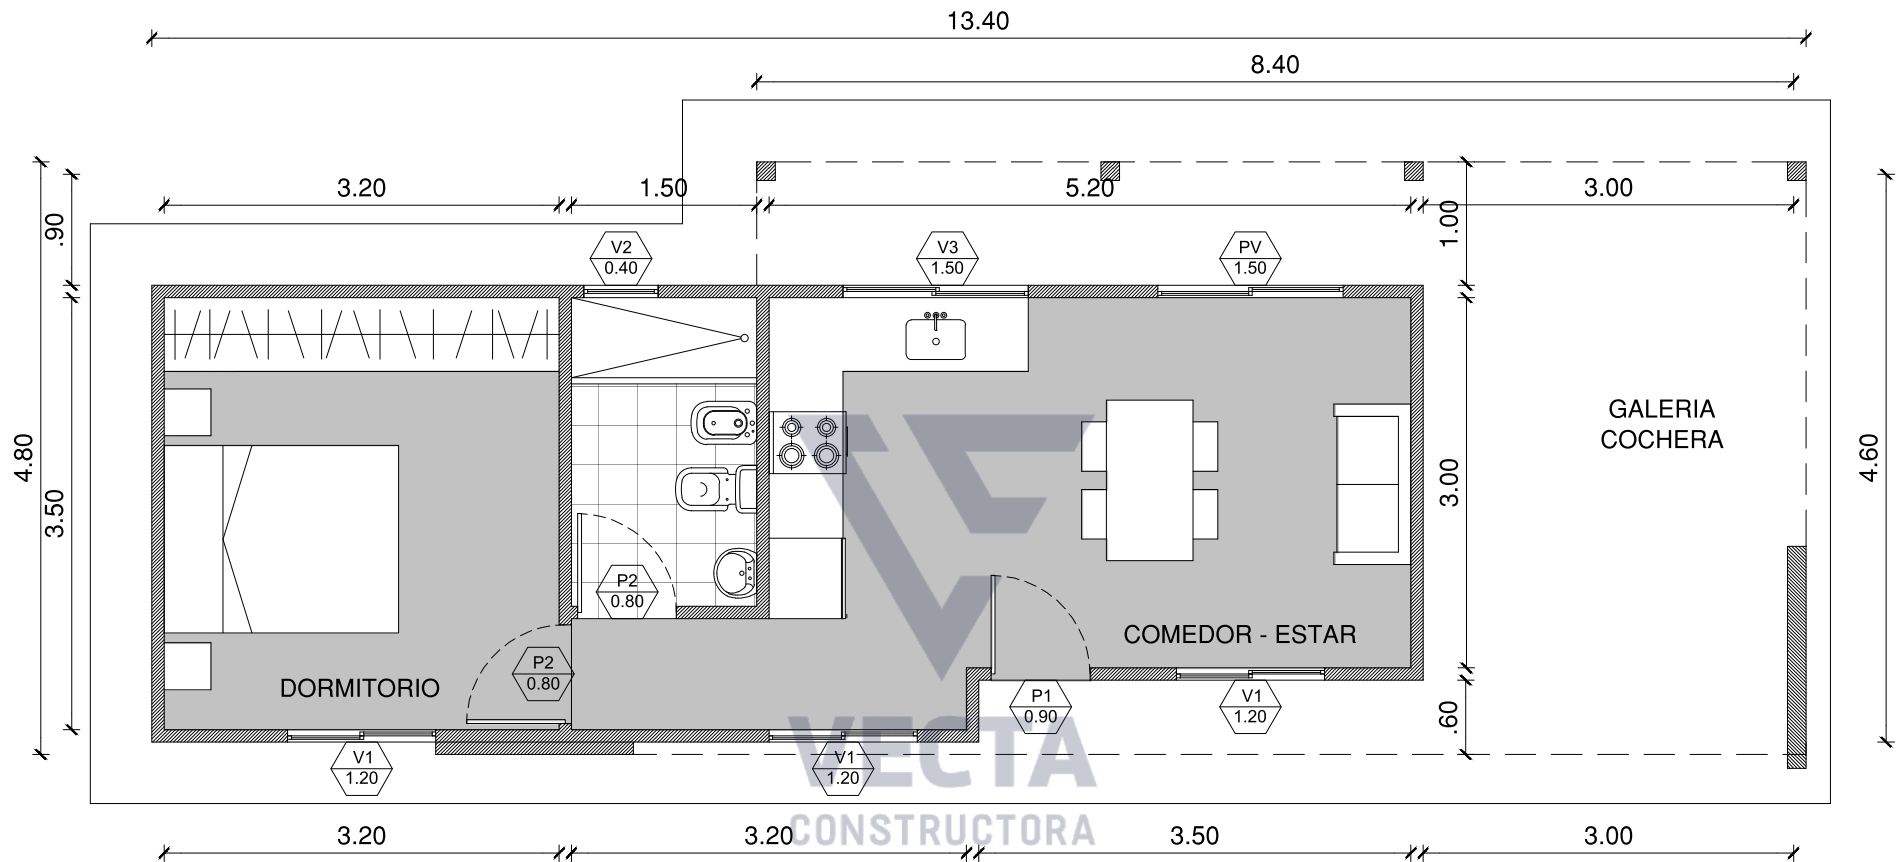 13.40
8.40
3.20
1.50
5.20
3.00
.90
1.00
V2
0.40
V3
1.50
PV
1.50
GALERIA
COCHERA
4.80
3.50
3.00
4.60
P2
0.80
COMEDOR - ESTAR
P2
0.80
DORMITORIO
P1
0.90
V1
1.20
.60
V1
1.20
V1
1.20
VECTA
CONSTRUCTORA
3.20
3.20
3.50
3.00